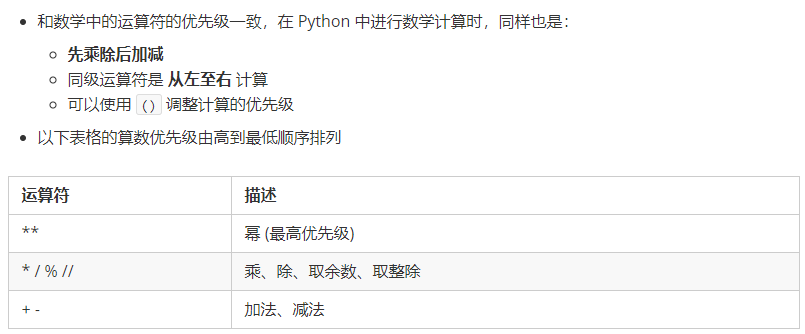 和数学中的运算符的优先级一致，在 Python 中进行数学计算时，同样也是：
先乘除后加减
同级运算符是 从左至右 计算
可以使用 () 调整计算的优先级
以下表格的算数优先级由高到最低顺序排列
运算符 描述
** 幂 (最高优先级)
* / % // 乘、除、取余数、取整除
+ - 加法、减法